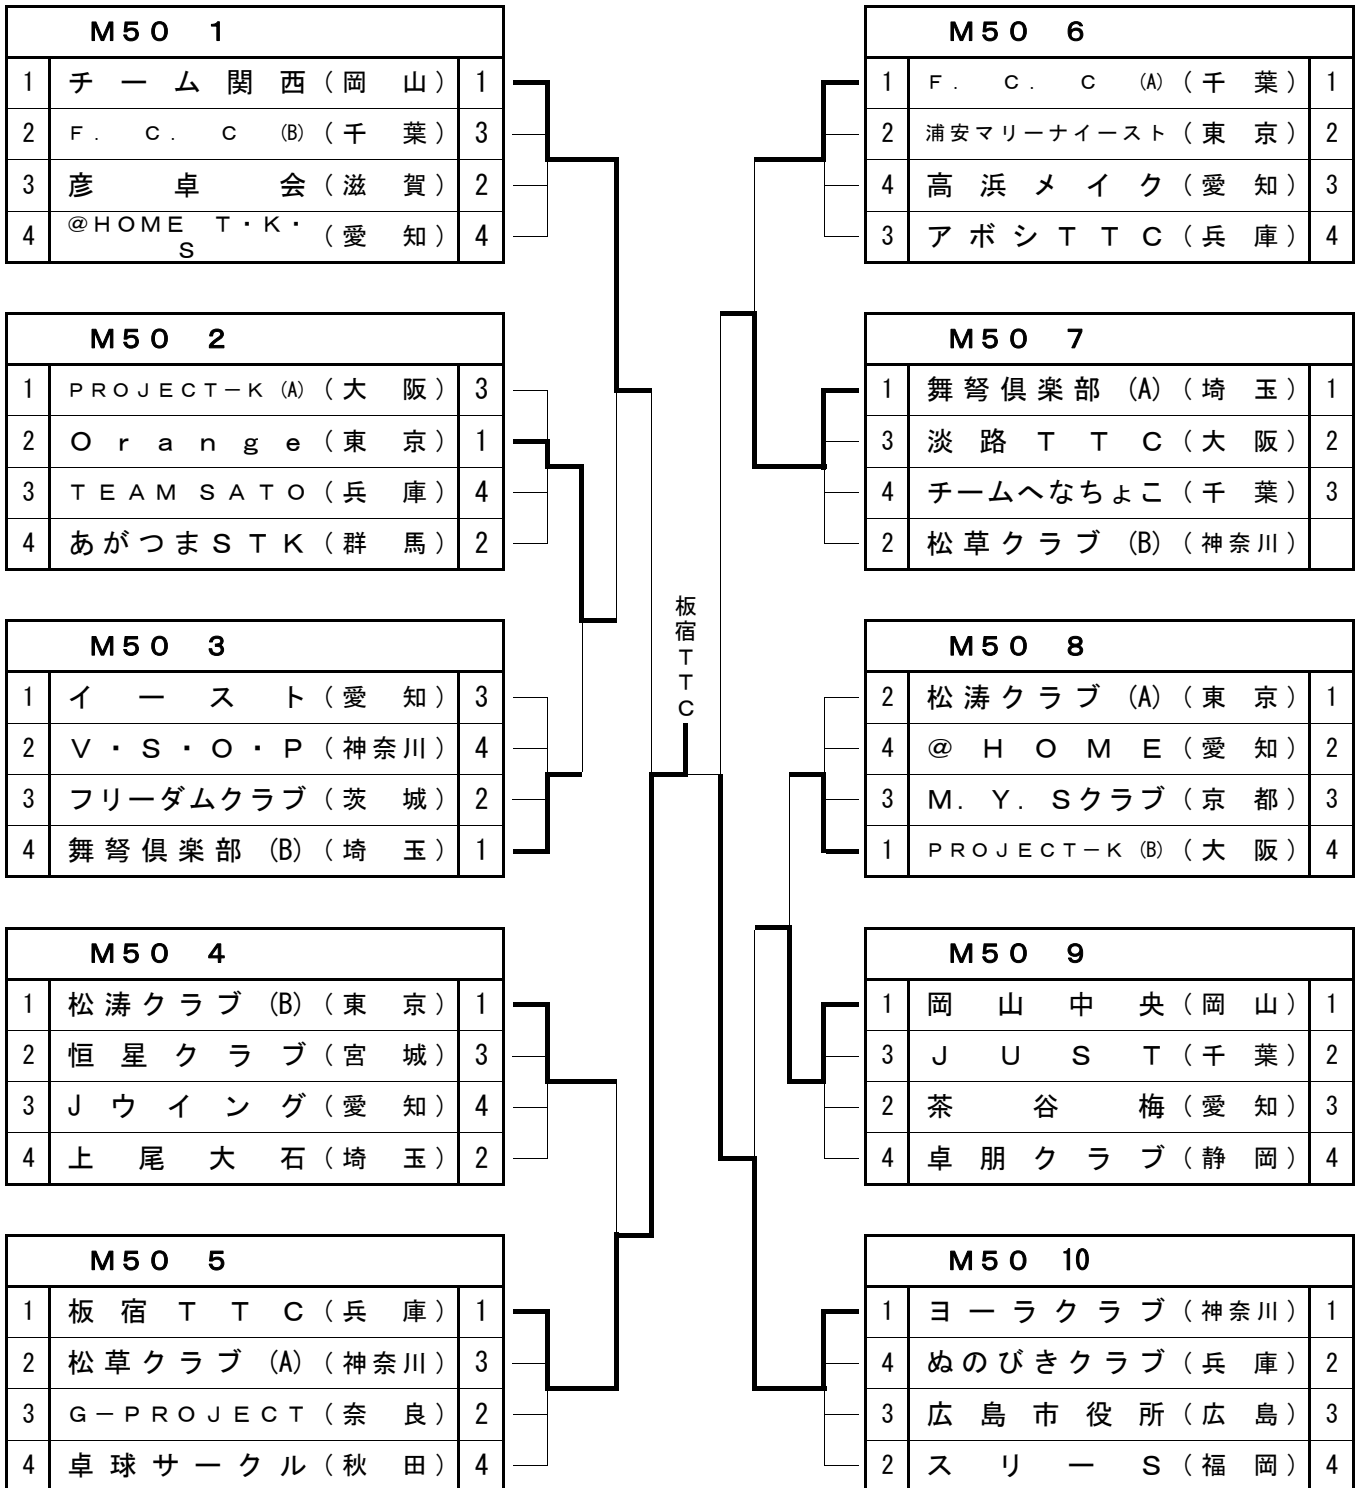 M50 1
1 チーム関西 (岡山) 1
2 F.C.C (B) (千葉) 3
3 彦卓会 (滋賀) 2
4 @HOME T・K・S (愛知) 4
M50 2
1 PROJECT－K (A) (大阪) 3
2 Orange (東京) 1
3 TEAM SATO (兵庫) 4
4 あがつまSTK (群馬) 2
M50 3
1 イースト (愛知) 3
2 V・S・O・P (神奈川) 4
3 フリーダムクラブ (茨城) 2
4 舞弩倶楽部 (B) (埼玉) 1
M50 4
1 松涛クラブ (B) (東京) 1
2 恒星クラブ (宮城) 3
3 Jウイング (愛知) 4
4 上尾大石 (埼玉) 2
M50 5
1 板宿TTC (兵庫) 1
2 松草クラブ (A) (神奈川) 3
3 G－PROJECT (奈良) 2
4 卓球サークル (秋田) 4
板宿TTC
M50 6
1 F.C.C (A) (千葉) 1
2 浦安マリーナイースト (東京) 2
4 高浜メイク (愛知) 3
3 アボシTTC (兵庫) 4
M50 7
1 舞弩倶楽部 (A) (埼玉) 1
3 淡路TTC (大阪) 2
4 チームへなちょこ (千葉) 3
2 松草クラブ (B) (神奈川)
M50 8
2 松涛クラブ (A) (東京) 1
4 @HOME (愛知) 2
3 M.Y.Sクラブ (京都) 3
1 PROJECT－K (B) (大阪) 4
M50 9
1 岡山中央 (岡山) 1
3 JUST (千葉) 2
2 茶谷梅 (愛知) 3
4 卓朋クラブ (静岡) 4
M50 10
1 ヨーラクラブ (神奈川) 1
4 ぬのびきクラブ (兵庫) 2
3 広島市役所 (広島) 3
2 スリーS (福岡) 4